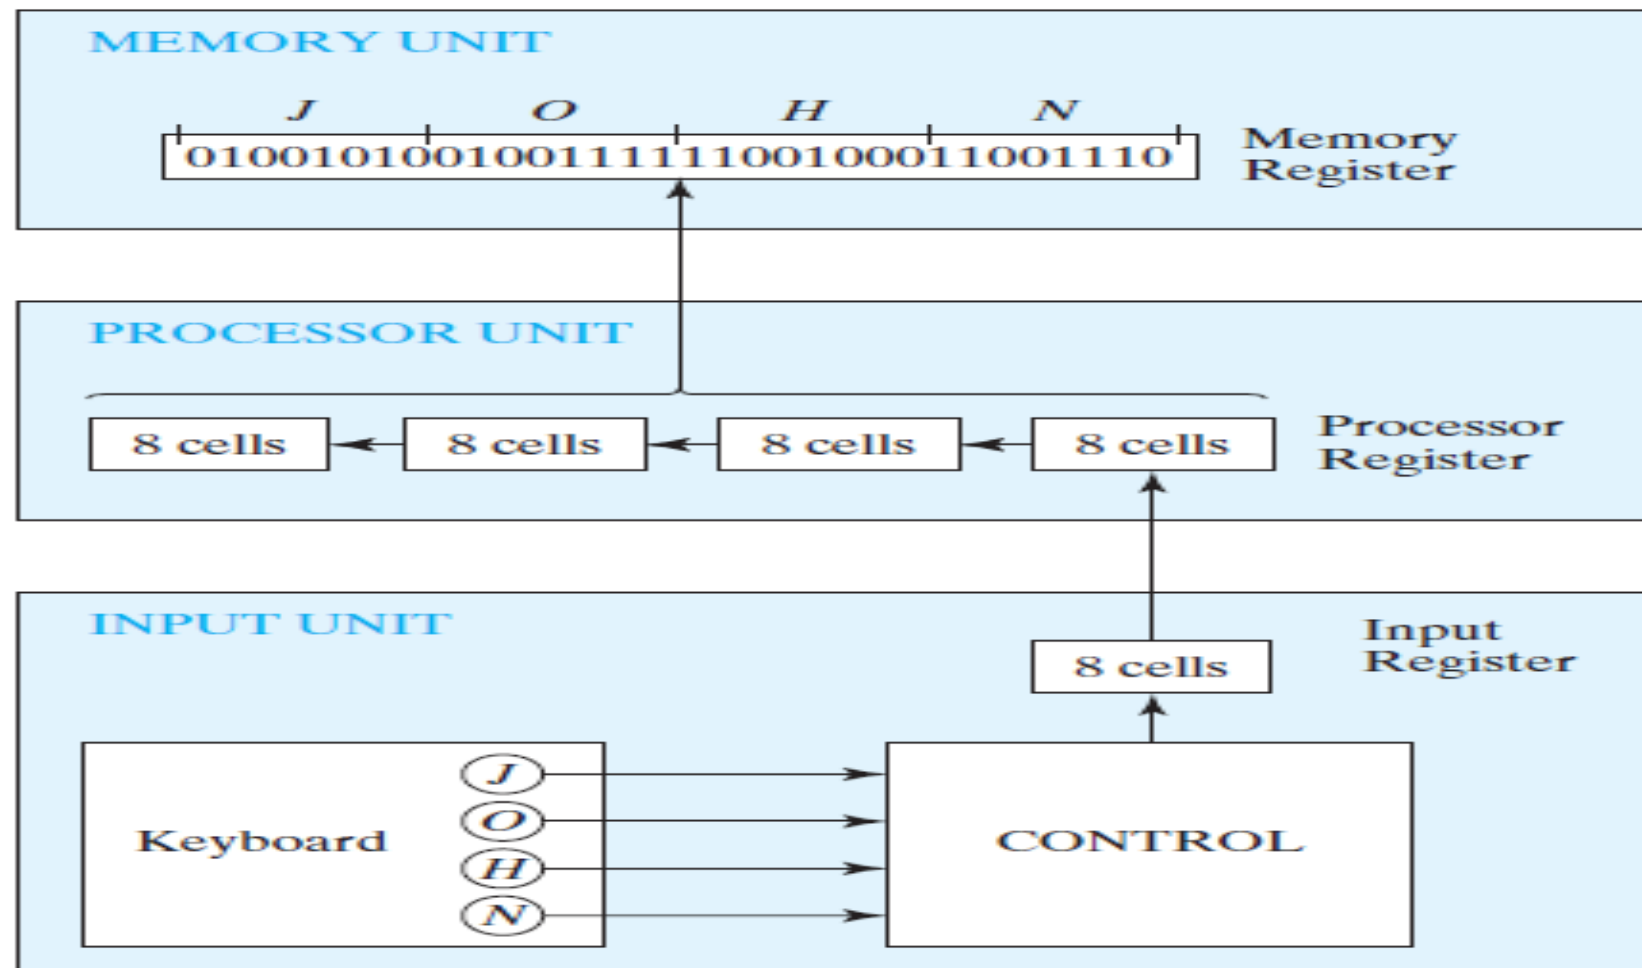 MEMORY UNIT
J O H N
010010100100111111100100011001110
Memory
Register
PROCESSOR UNIT
8 cells 8 cells 8 cells 8 cells
Processor
Register
INPUT UNIT
Input
Register
8 cells
J
O
Keyboard
CONTROL
H
N